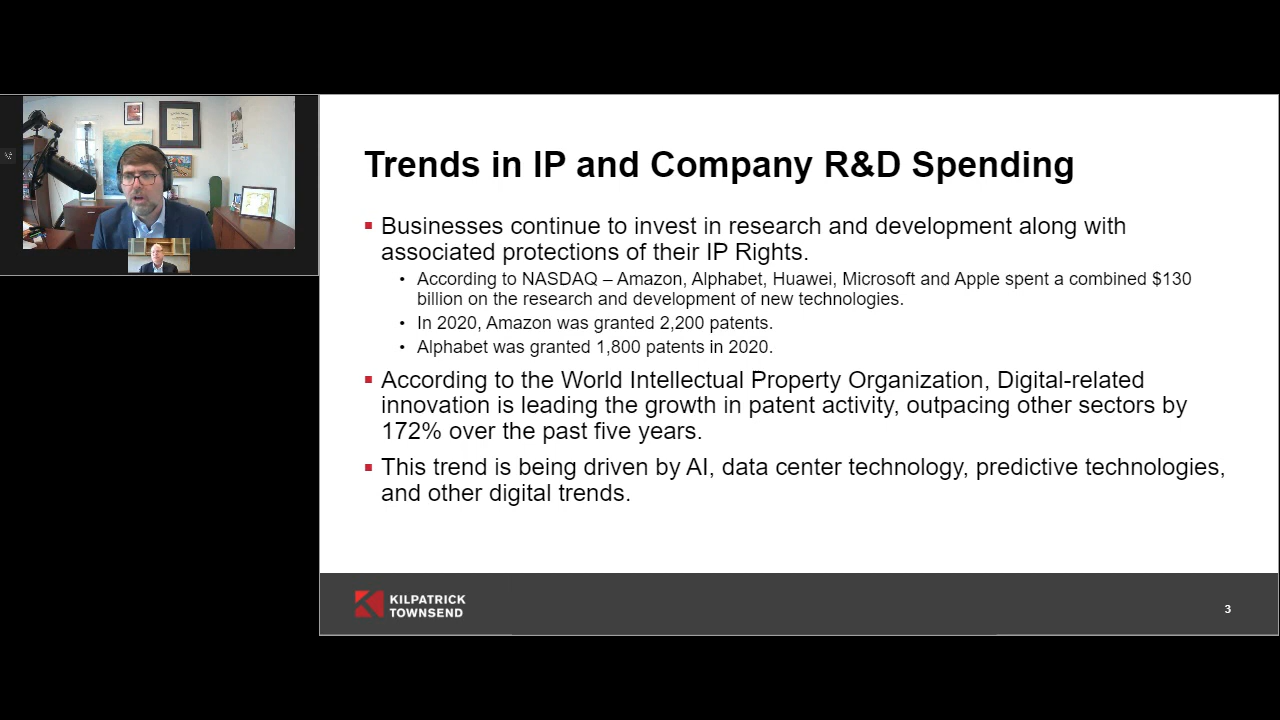 Trends in IP and Company R&D Spending
▪ Businesses continue to invest in research and development along with
associated protections of their IP Rights.
• According to NASDAQ – Amazon, Alphabet, Huawei, Microsoft and Apple spent a combined $130
billion on the research and development of new technologies.
• In 2020, Amazon was granted 2,200 patents.
• Alphabet was granted 1,800 patents in 2020.
▪ According to the World Intellectual Property Organization, Digital-related
innovation is leading the growth in patent activity, outpacing other sectors by
172% over the past five years.
▪ This trend is being driven by AI, data center technology, predictive technologies,
and other digital trends.
KILPATRICK
TOWNSEND
3